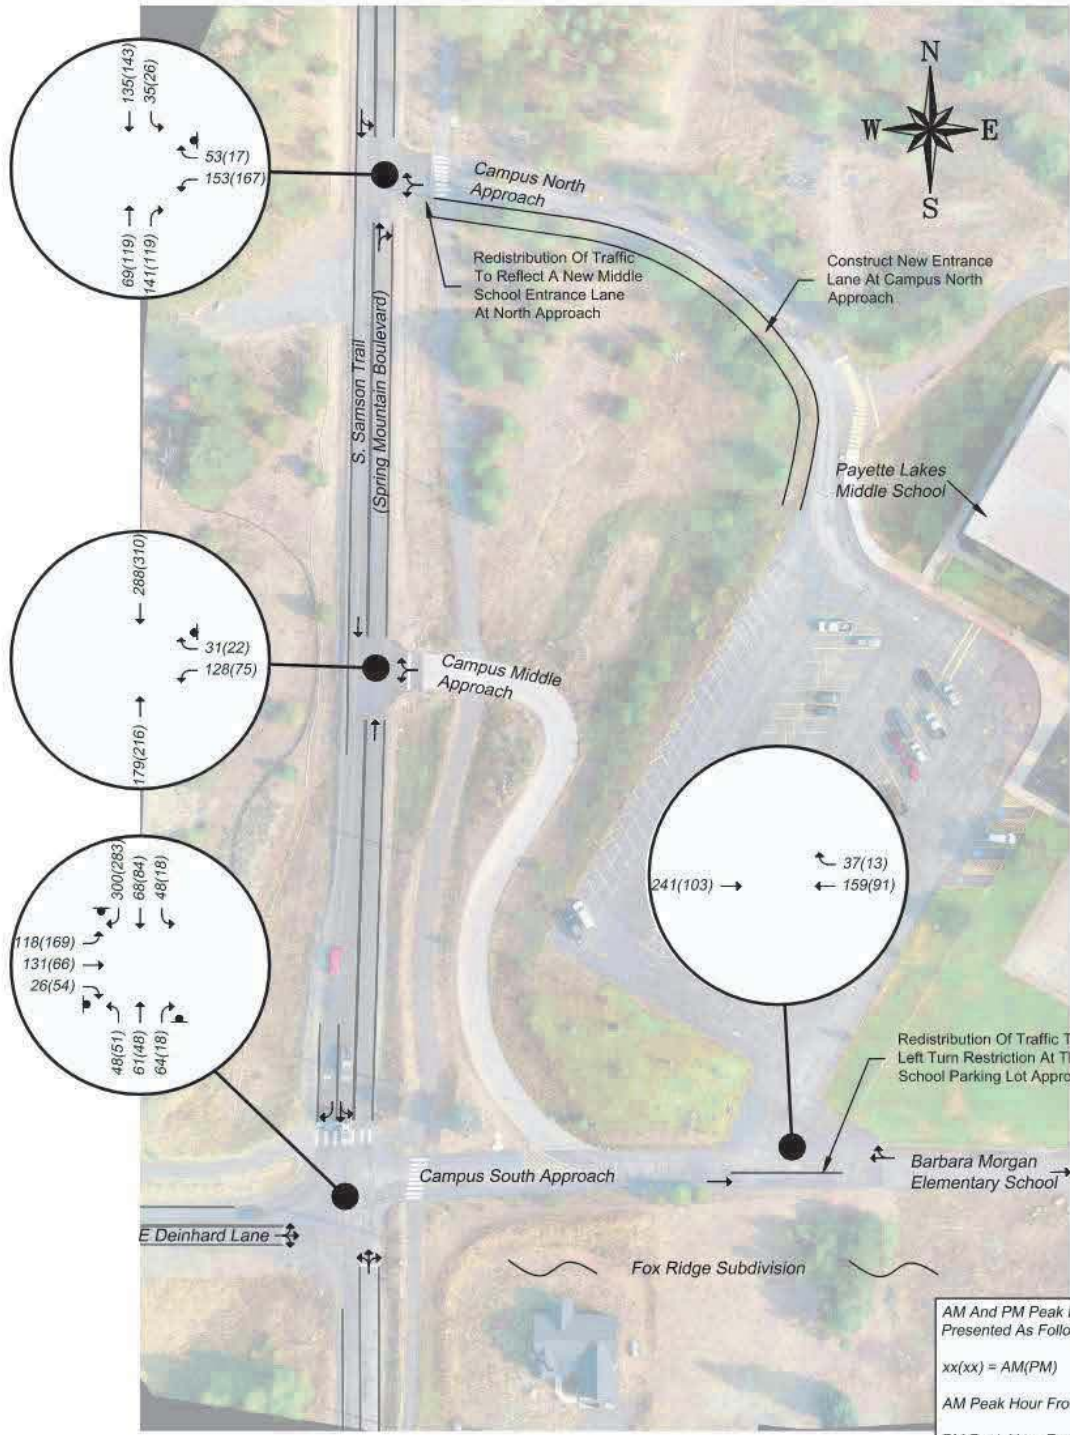 135(143)
35(26)
53(17)
153(167)
69(119)
141(119)
N
W
E
S
Campus North
Approach
Redistribution Of Traffic
To Reflect A New Middle
School Entrance Lane
At North Approach
Construct New Entrance
Lane At Campus North
Approach
S. Samson Trail
(Spring Mountain Boulevard)
Payette Lakes
Middle School
288(310)
31(22)
128(75)
179(216)
Campus Middle
Approach
300(283)
68(84)
48(18)
118(169)
131(66)
26(54)
48(51)
61(48)
64(18)
37(13)
241(103)
159(91)
Redistribution Of Traffic T
Left Turn Restriction At T
School Parking Lot Appro
Campus South Approach
Barbara Morgan
Elementary School
E Deinhard Lane
Fox Ridge Subdivision
AM And PM Peak
Presented As Follo
xx(xx) = AM(PM)
AM Peak Hour Fro